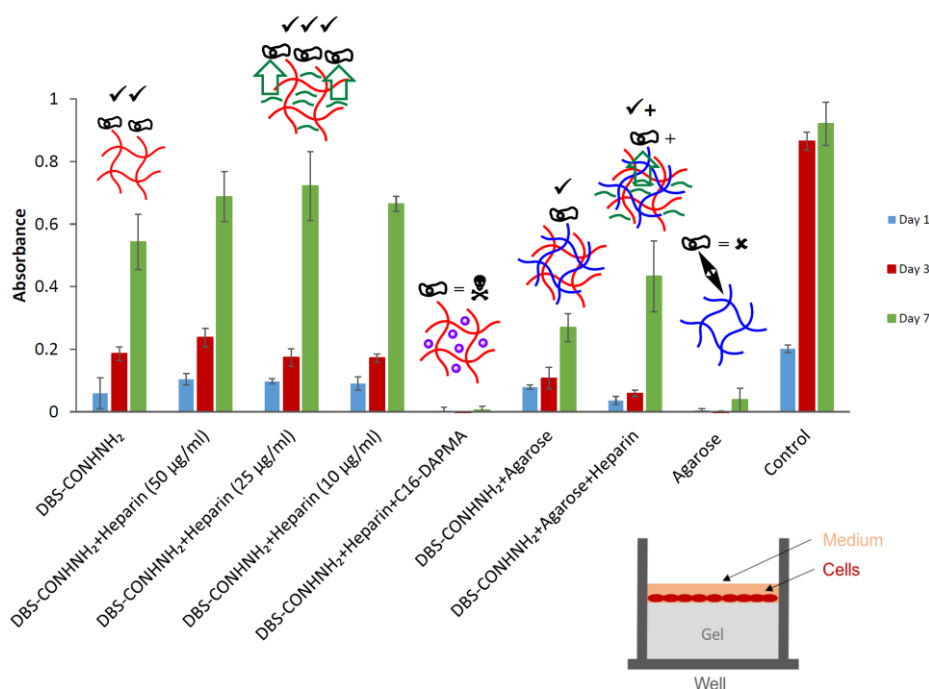 ✓✓✓
✓✓
✓+
+
✓
= ✘
= ☠
1
0.8
0.6
0.4
0.2
0
Absorbance
Day 1
Day 3
Day 7
DBS-CONHNH₂
DBS-CONHNH₂+Heparin (50 µg/ml)
DBS-CONHNH₂+Heparin (25 µg/ml)
DBS-CONHNH₂+Heparin (10 µg/ml)
DBS-CONHNH₂+Heparin+C16-DAPMA
DBS-CONHNH₂+Agarose
DBS-CONHNH₂+Agarose+Heparin
Agarose
Control
Medium
Cells
Gel
Well